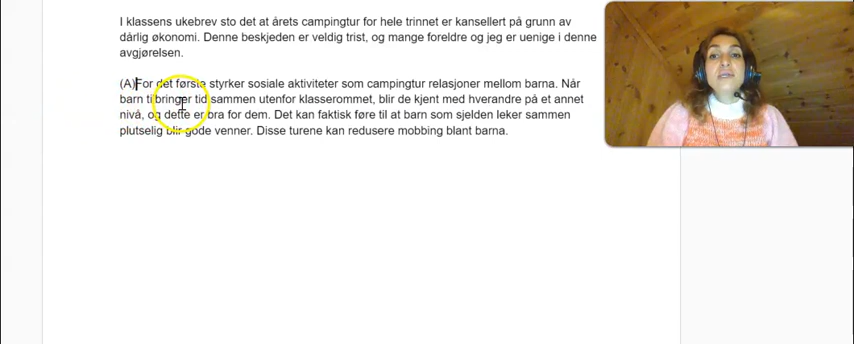 I klassens ukebrev sto det at årets campingtur for hele trinnet er kansellert på grunn av
dårlig økonomi. Denne beskjeden er veldig trist, og mange foreldre og jeg er uenige i denne
avgjørelsen.
(A)For det første styrker sosiale aktiviteter som campingtur relasjoner mellom barna. Når
barn tilbringer tid sammen utenfor klasserommet, blir de kjent med hverandre på et annet
nivå, og dette er bra for dem. Det kan faktisk føre til at barn som sjelden leker sammen
plutselig blir gode venner. Disse turene kan redusere mobbing blant barna.